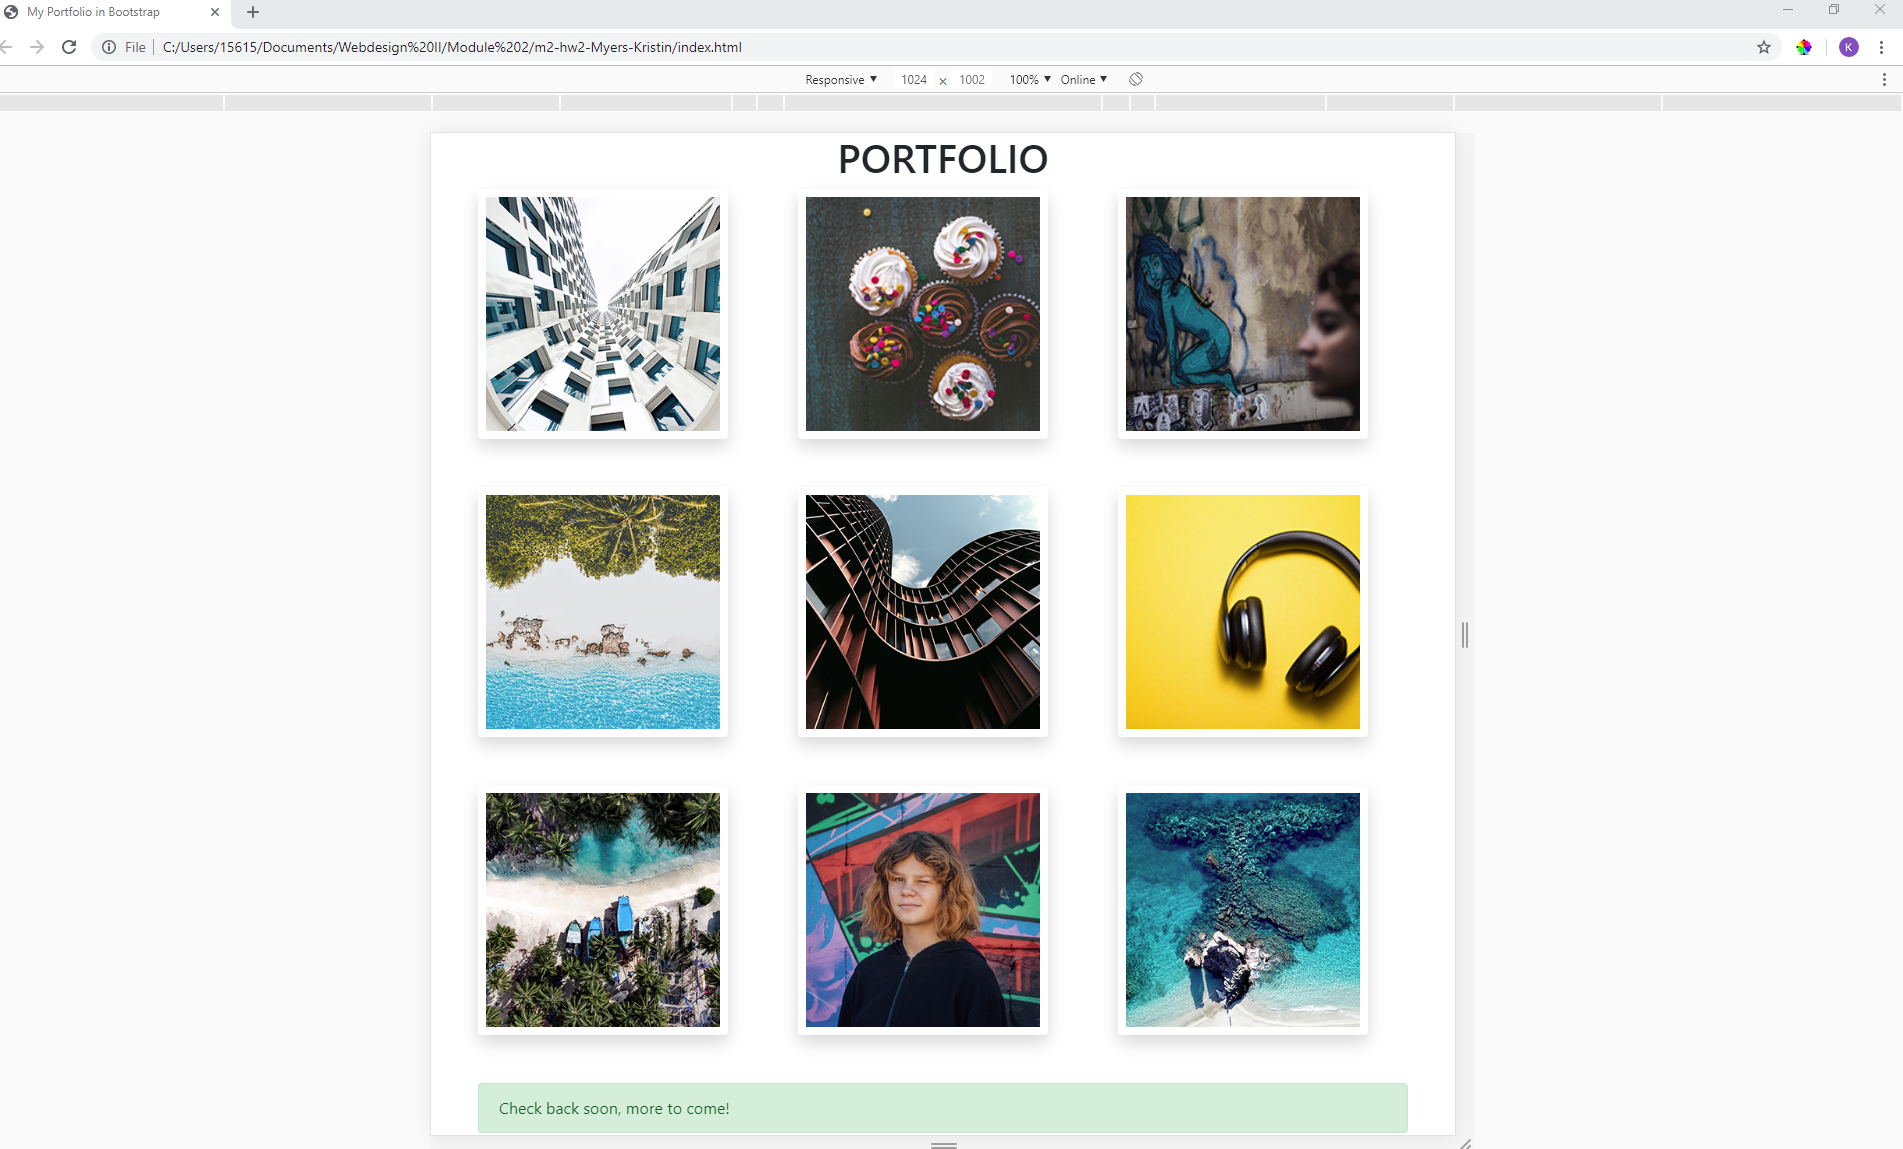 My Portfolio in Bootstrap
File
C:/Users/15615/Documents/Webdesign%20II/Module%202/m2-hw2-Myers-Kristin/index.html
K
Responsive ▼ 1024 × 1002 100% ▼ Online ▼
PORTFOLIO
Check back soon, more to come!